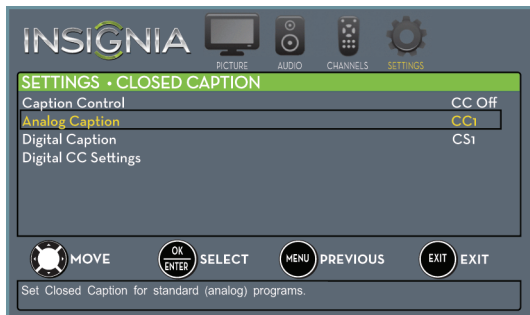 INSIGNIA
PICTURE AUDIO CHANNELS SETTINGS
SETTINGS • CLOSED CAPTION
Caption Control CC Off
Analog Caption CC1
Digital Caption CS1
Digital CC Settings
MOVE OK ENTER SELECT MENU PREVIOUS EXIT EXIT
Set Closed Caption for standard (analog) programs.